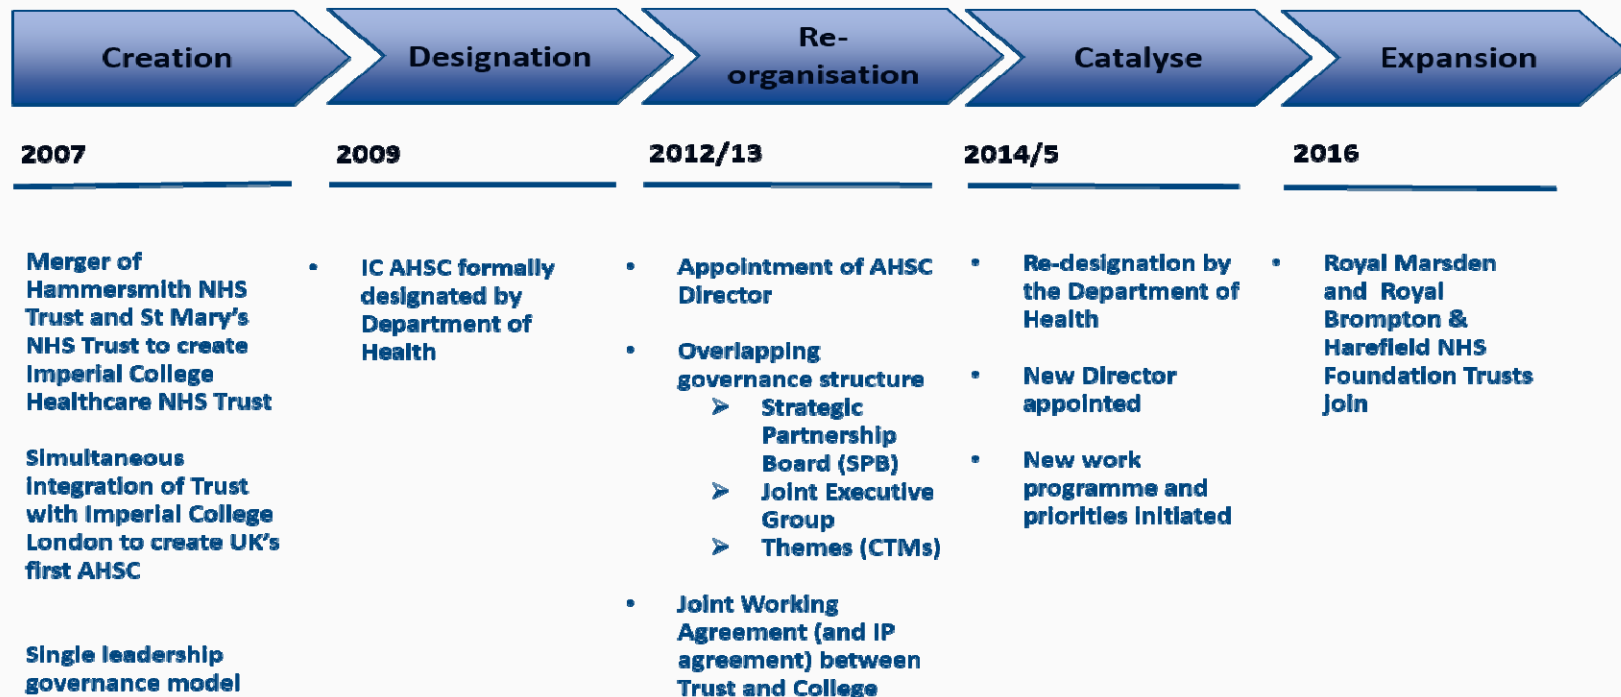 Creation
Designation
Re-
organisation
Catalyse
Expansion
2007
2009
2012/13
2014/5
2016
Merger of
Hammersmith NHS
Trust and St Mary's
NHS Trust to create
Imperial College
Healthcare NHS Trust
Simultaneous
integration of Trust
with Imperial College
London to create UK's
first AHSC
Single leadership
governance model
• IC AHSC formally
designated by
Department of
Health
• Appointment of AHSC
Director
• Overlapping
governance structure
➢ Strategic
Partnership
Board (SPB)
➢ Joint Executive
Group
➢ Themes (CTMs)
• Joint Working
Agreement (and IP
agreement) between
Trust and College
• Re-designation by
the Department of
Health
• New Director
appointed
• New work
programme and
priorities initiated
• Royal Marsden
and Royal
Brompton &
Harefield NHS
Foundation Trusts
join